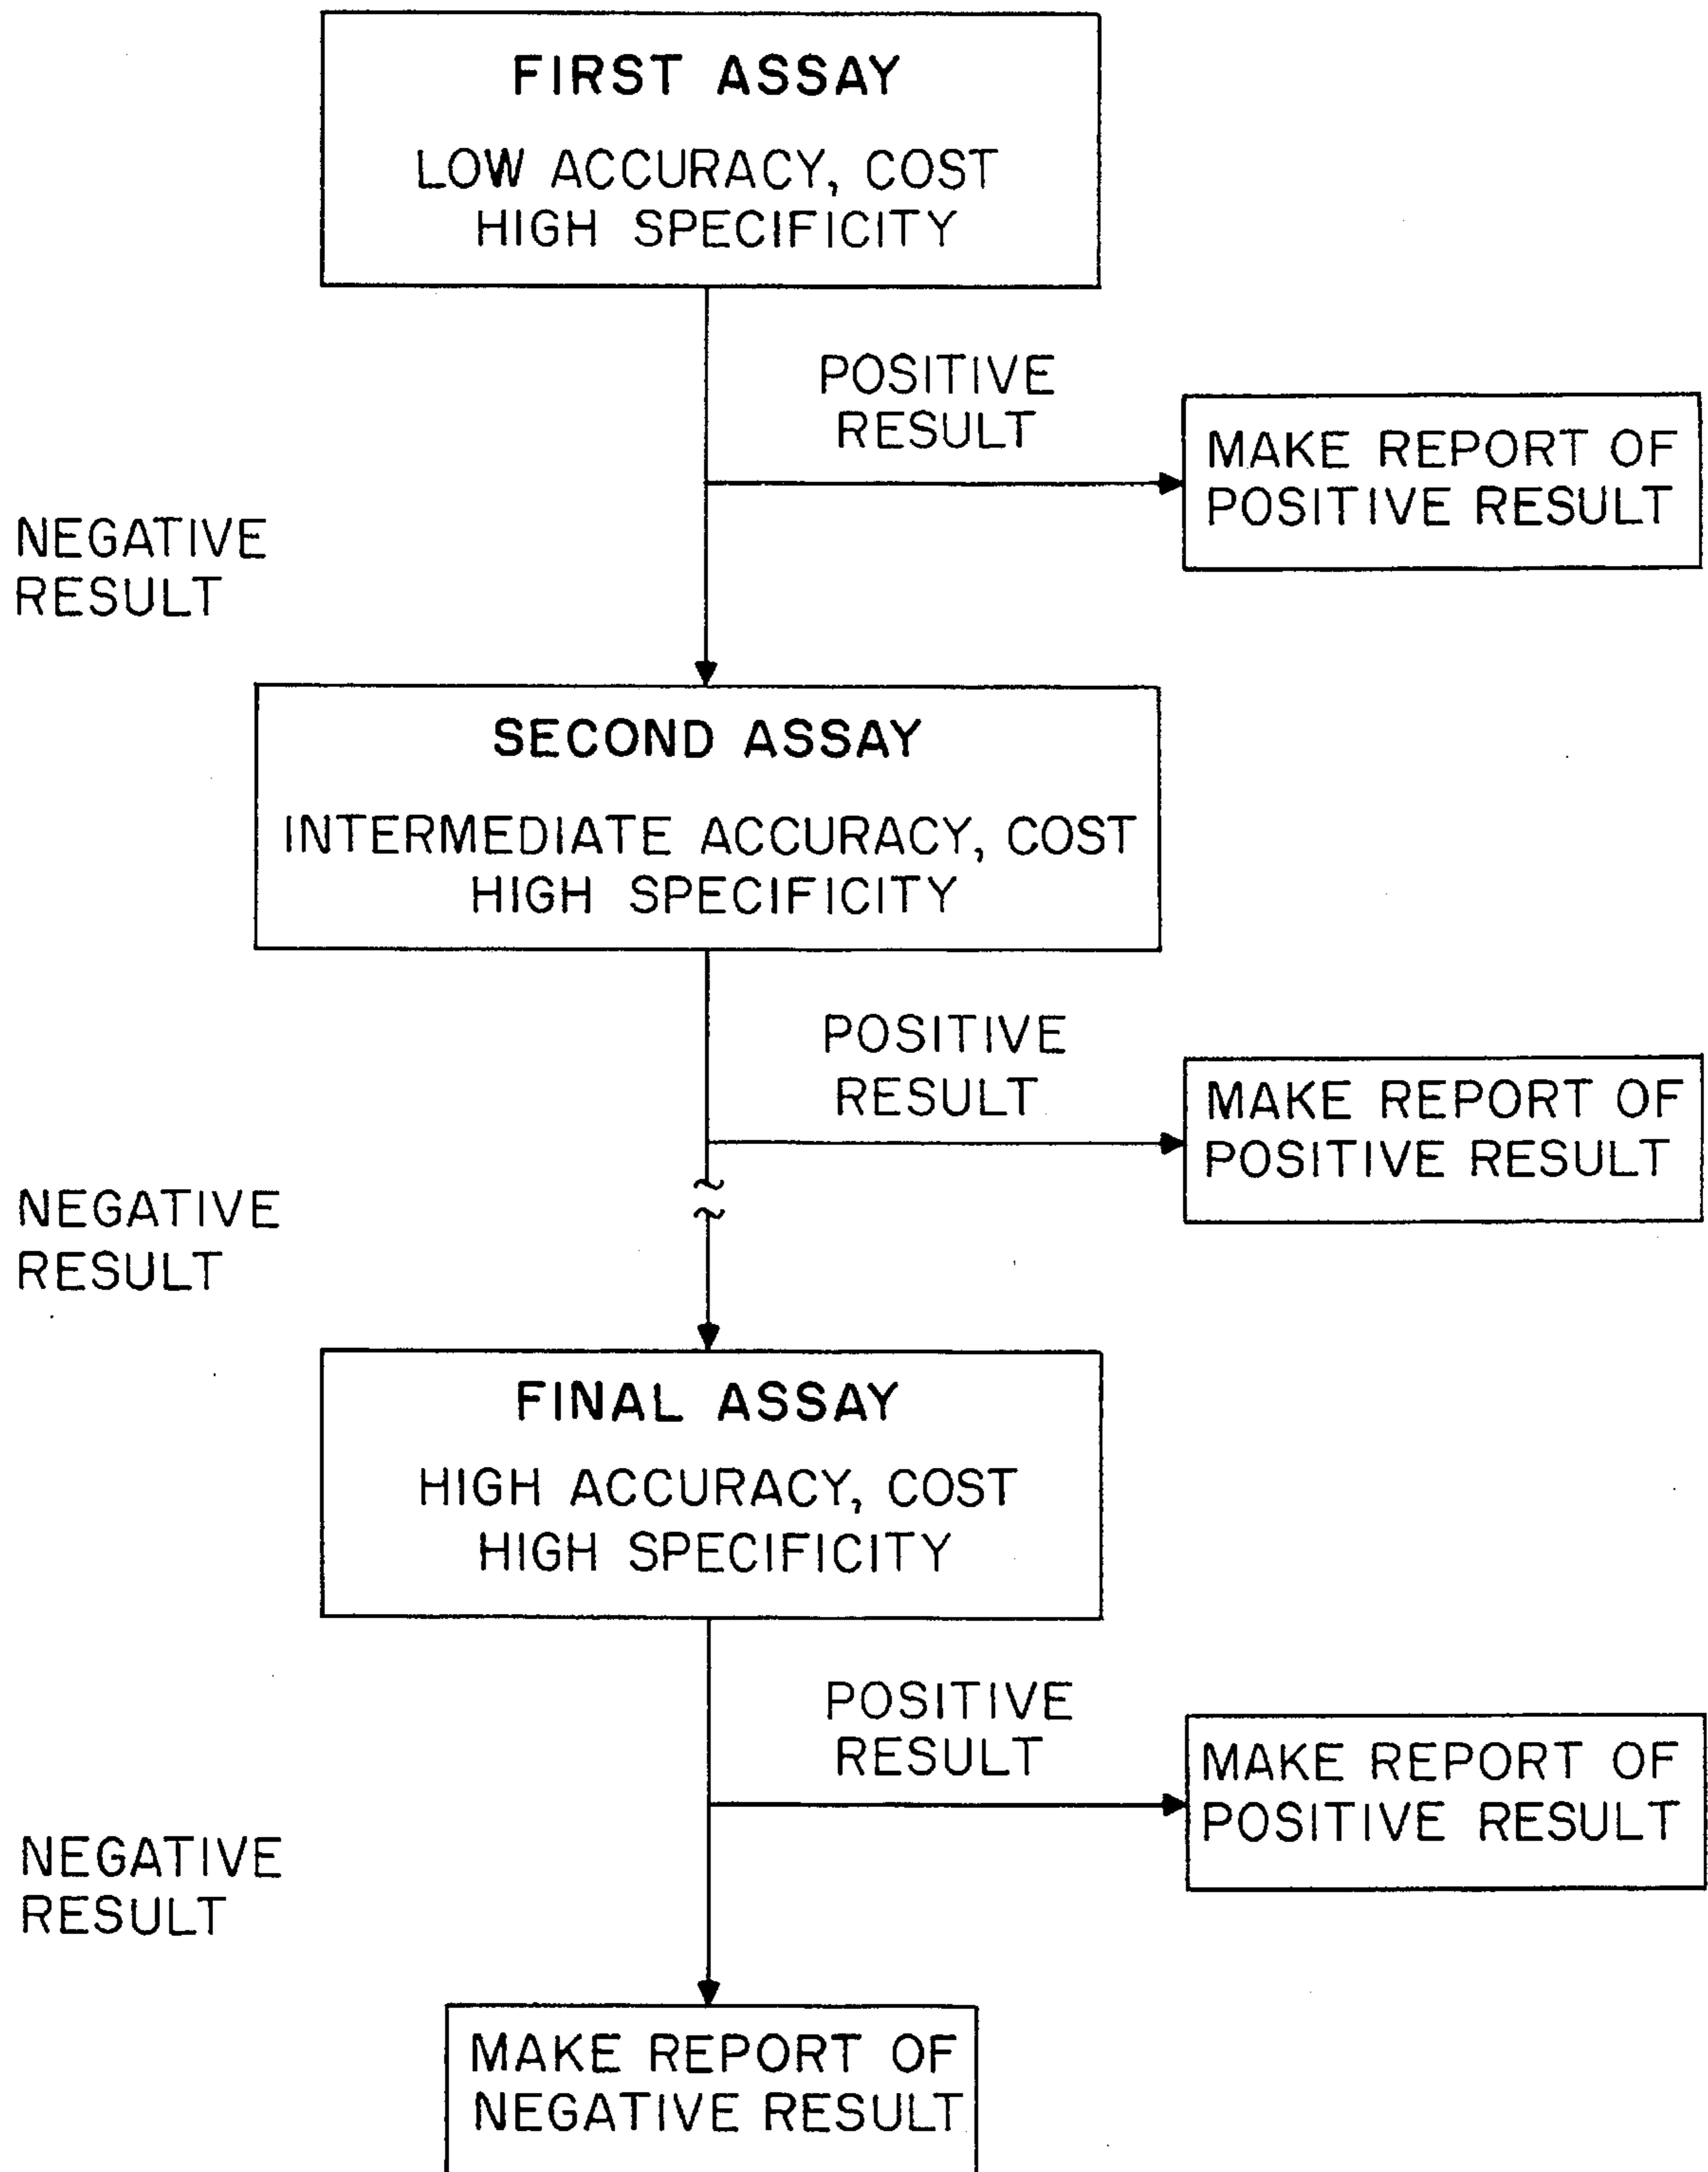 FIRST ASSAY
LOW ACCURACY, COST
HIGH SPECIFICITY
POSITIVE
RESULT
MAKE REPORT OF
POSITIVE RESULT
NEGATIVE
RESULT
SECOND ASSAY
INTERMEDIATE ACCURACY, COST
HIGH SPECIFICITY
POSITIVE
RESULT
MAKE REPORT OF
POSITIVE RESULT
NEGATIVE
RESULT
FINAL ASSAY
HIGH ACCURACY, COST
HIGH SPECIFICITY
POSITIVE
RESULT
MAKE REPORT OF
POSITIVE RESULT
NEGATIVE
RESULT
MAKE REPORT OF
NEGATIVE RESULT